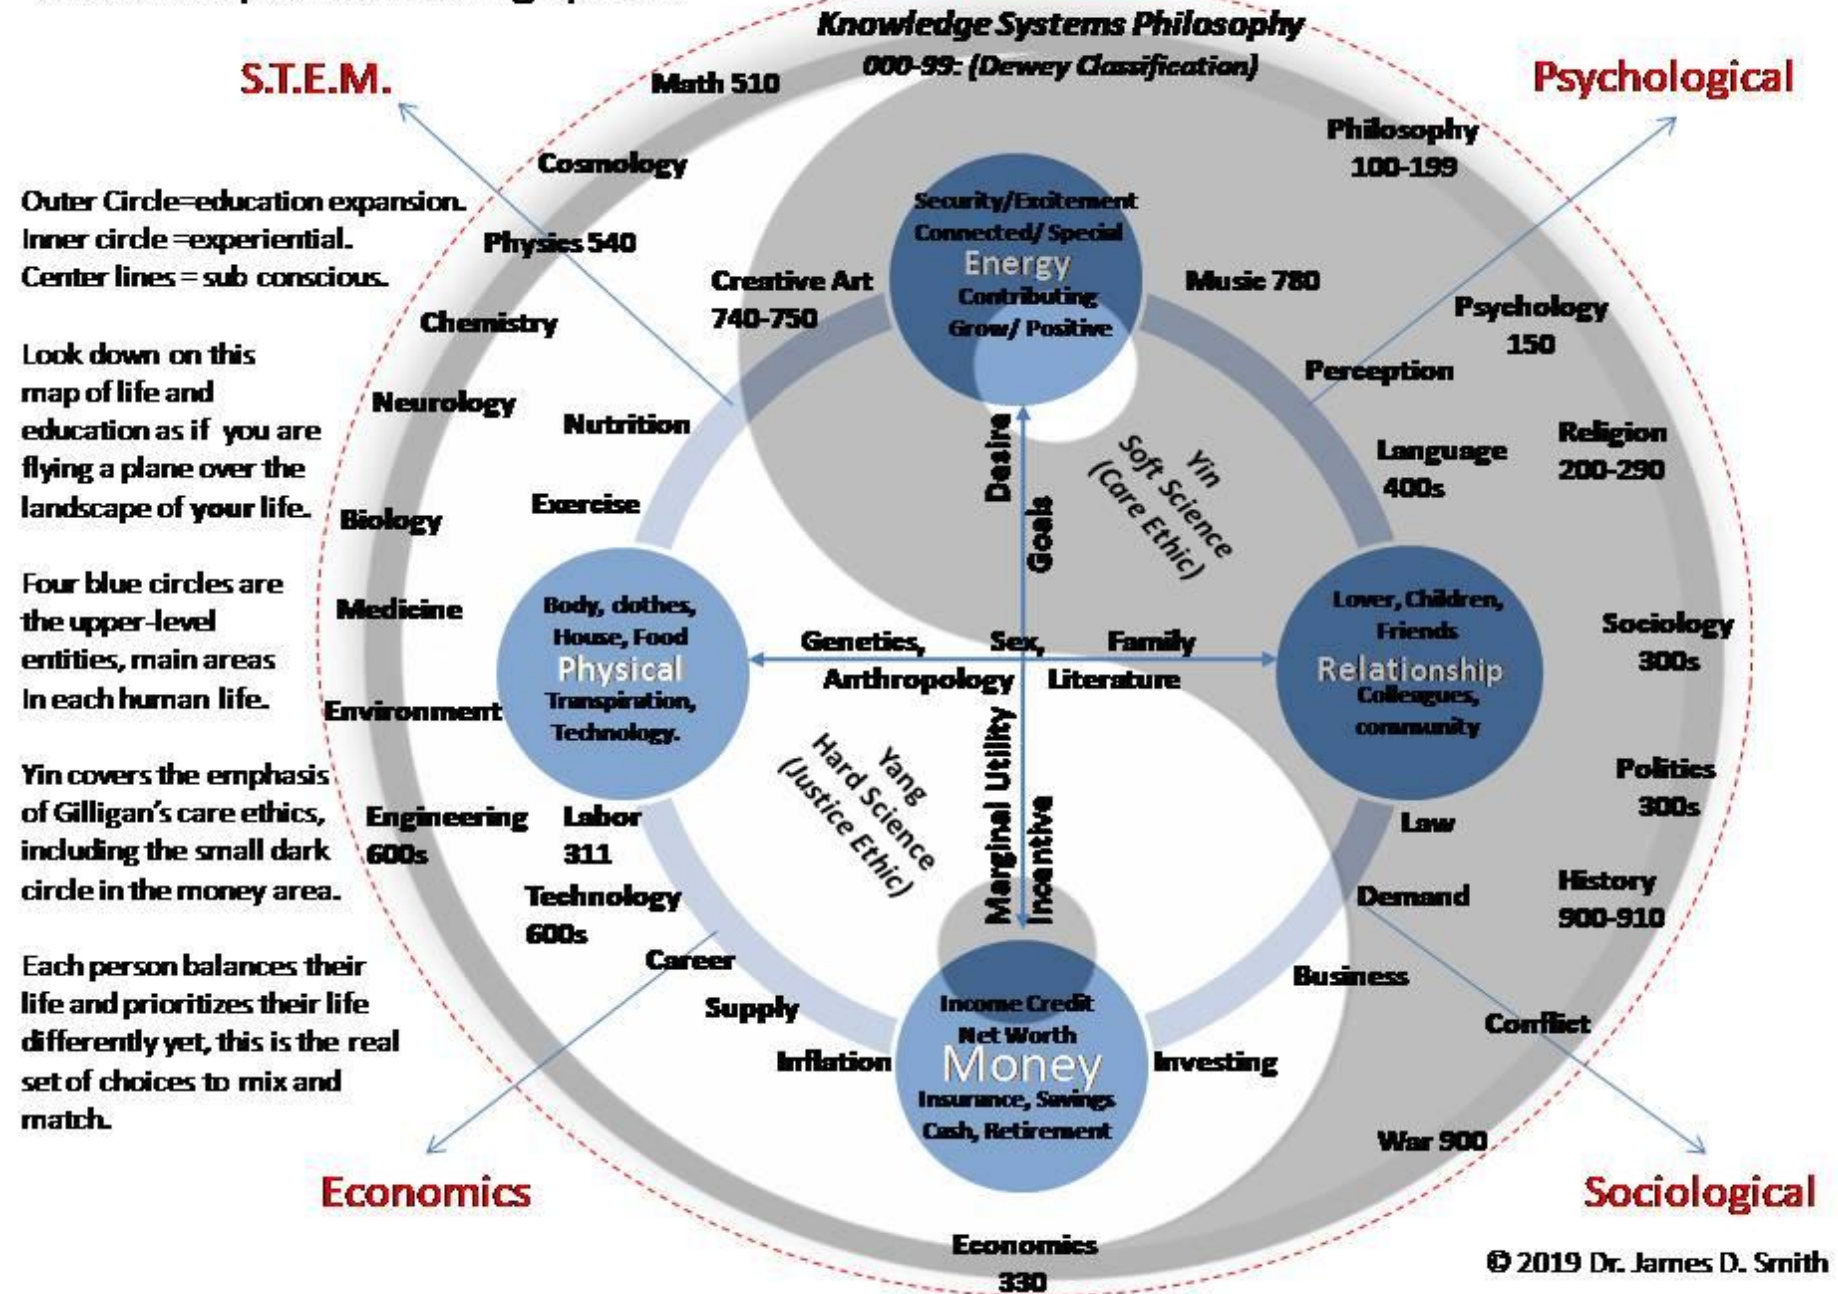 Knowledge Systems Philosophy
000-99: (Dewey Classification)
S.T.E.M.
Psychological
Math 510
Cosmology
Physics 540
Chemistry
Neurology
Biology
Medicine
Environment
Engineering
600s
Creative Art
740-750
Nutrition
Exercise
Labor
311
Technology
600s
Career
Supply
Inflation
Philosophy
100-199
Music 780
Psychology
150
Perception
Language
400s
Religion
200-290
Sociology
300s
Politics
300s
Law
History
900-910
Demand
Business
Conflict
Investing
War 900
Economics
330
Security/Excitement
Connected/ Special
Energy
Contributing
Grow/ Positive
Body, clothes,
House, Food
Physical
Transpiration,
Technology.
Lover, Children,
Friends
Relationship
Colleagues,
community
Income Credit
Net Worth
Money
Insurance, Savings
Cash, Retirement
Desire
Goals
Yin
Soft Science
(Care Ethic)
Genetics, Sex, Family
Anthropology Literature
Yang
Hard Science
(Justice Ethic)
Marginal Utility
Incentive
Outer Circle=education expansion.
Inner circle =experiential.
Center lines = sub conscious.
Look down on this
map of life and
education as if you are
flying a plane over the
landscape of your life.
Four blue circles are
the upper-level
entities, main areas
In each human life.
Yin covers the emphasis
of Gilligan's care ethics,
including the small dark
circle in the money area.
Each person balances their
life and prioritizes their life
differently yet, this is the real
set of choices to mix and
match.
Economics
Sociological
© 2019 Dr. James D. Smith